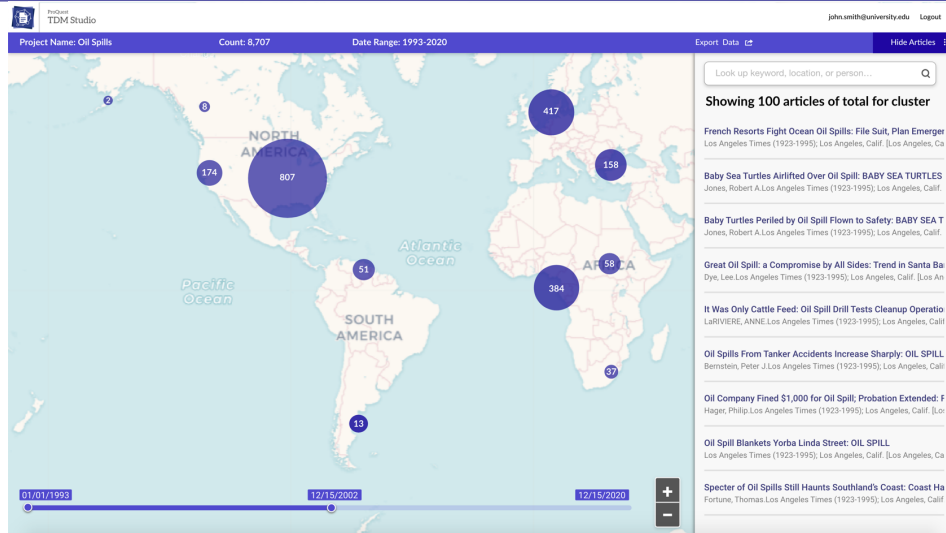 ProQuest
TDM Studio
john.smith@university.edu Logout
Project Name: Oil Spills Count: 8,707 Date Range: 1993-2020 Export Data Hide Articles
2
8
NORTH
AMERICA
174
807
417
158
Atlantic
Ocean
51
58
AFRICA
384
Pacific
Ocean
SOUTH
AMERICA
37
13
01/01/1993 12/15/2002 12/15/2020
+
−
Look up keyword, location, or person...
Showing 100 articles of total for cluster
French Resorts Fight Ocean Oil Spills: File Suit, Plan Emerger
Los Angeles Times (1923-1995); Los Angeles, Calif. [Los Angeles, Ca
Baby Sea Turtles Airlifted Over Oil Spill: BABY SEA TURTLES
Jones, Robert A.Los Angeles Times (1923-1995); Los Angeles, Calif.
Baby Turtles Periled by Oil Spill Flown to Safety: BABY SEA T
Jones, Robert A.Los Angeles Times (1923-1995); Los Angeles, Calif.
Great Oil Spill: a Compromise by All Sides: Trend in Santa Ba
Dye, Lee.Los Angeles Times (1923-1995); Los Angeles, Calif. [Los An
It Was Only Cattle Feed: Oil Spill Drill Tests Cleanup Operatio
LaRIVIERE, ANNE.Los Angeles Times (1923-1995); Los Angeles, Calif
Oil Spills From Tanker Accidents Increase Sharply: OIL SPILL
Bernstein, Peter J.Los Angeles Times (1923-1995); Los Angeles, Cali
Oil Company Fined $1,000 for Oil Spill; Probation Extended: F
Hager, Philip.Los Angeles Times (1923-1995); Los Angeles, Calif. [Lo
Oil Spill Blankets Yorba Linda Street: OIL SPILL
Los Angeles Times (1923-1995); Los Angeles, Calif. [Los Angeles, Ca
Specter of Oil Spills Still Haunts Southland's Coast: Coast Ha
Fortune, Thomas.Los Angeles Times (1923-1995); Los Angeles, Calif